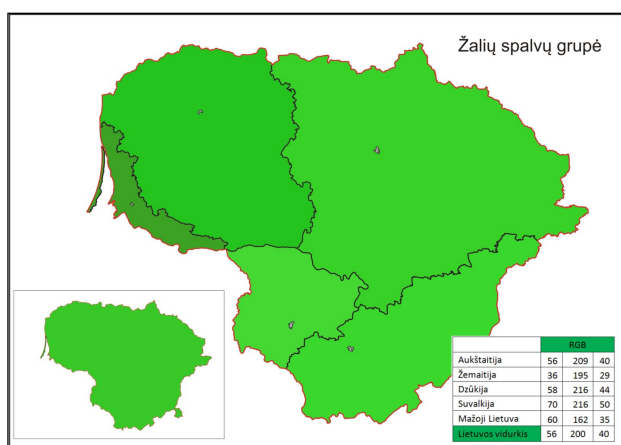 Žalių spalvų grupė
RGB
Aukštaitija 56 209 40
Žemaitija 36 195 29
Dzūkija 58 216 44
Suvalkija 70 216 50
Mažoji Lietuva 60 162 35
Lietuvos vidurkis 56 200 40